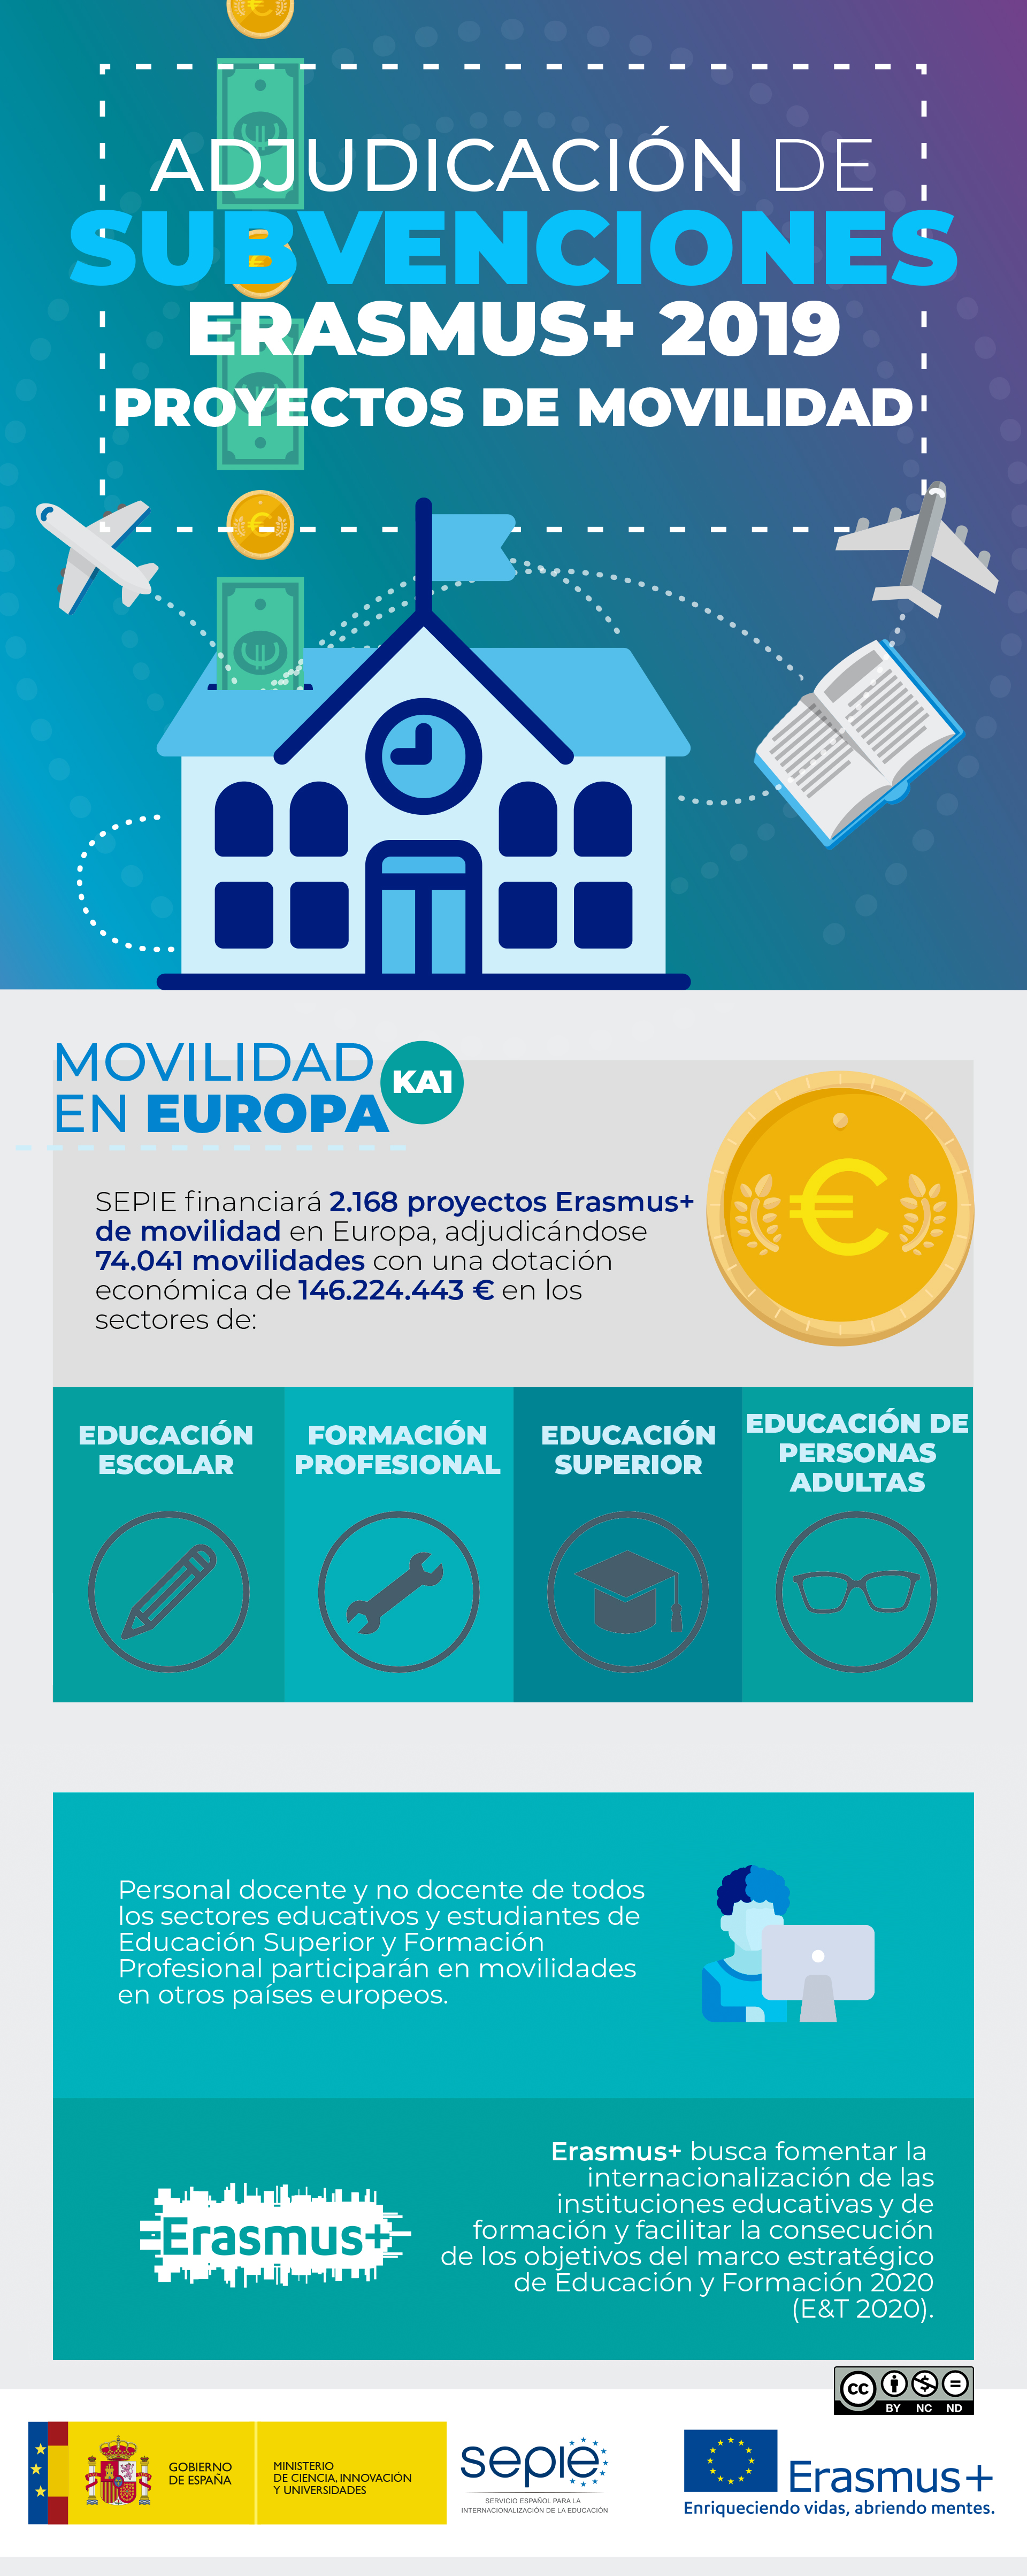 ADJUDICACIÓN DE
SUBVENCIONES
ERASMUS+ 2019
PROYECTOS DE MOVILIDAD
MOVILIDAD
EN EUROPA
KA1
SEPIE financiará 2.168 proyectos Erasmus+
de movilidad en Europa, adjudicándose
74.041 movilidades con una dotación
económica de 146.224.443 € en los
sectores de:
EDUCACIÓN
ESCOLAR
FORMACIÓN
PROFESIONAL
EDUCACIÓN
SUPERIOR
EDUCACIÓN DE
PERSONAS
ADULTAS
Personal docente y no docente de todos
los sectores educativos y estudiantes de
Educación Superior y Formación
Profesional participarán en movilidades
en otros países europeos.
Erasmus+
Erasmus+ busca fomentar la
internacionalización de las
instituciones educativas y de
formación y facilitar la consecución
de los objetivos del marco estratégico
de Educación y Formación 2020
(E&T 2020).
cc
BY NC ND
GOBIERNO
DE ESPAÑA
MINISTERIO
DE CIENCIA, INNOVACIÓN
Y UNIVERSIDADES
sepie
SERVICIO ESPAÑOL PARA LA
INTERNACIONALIZACIÓN DE LA EDUCACIÓN
Erasmus+
Enriqueciendo vidas, abriendo mentes.